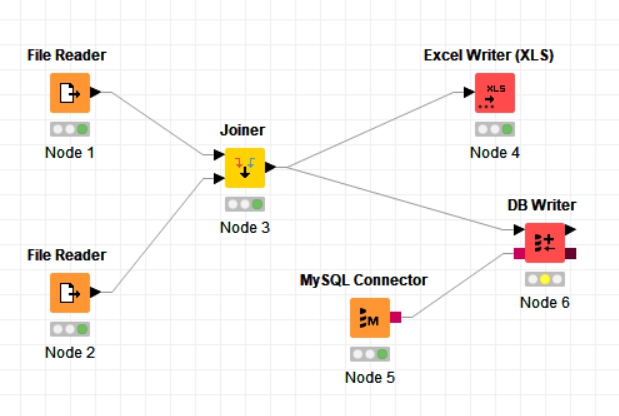 File Reader
Node 1
Excel Writer (XLS)
XLS
Node 4
Joiner
Node 3
DB Writer
Node 6
File Reader
Node 2
MySQL Connector
M
Node 5